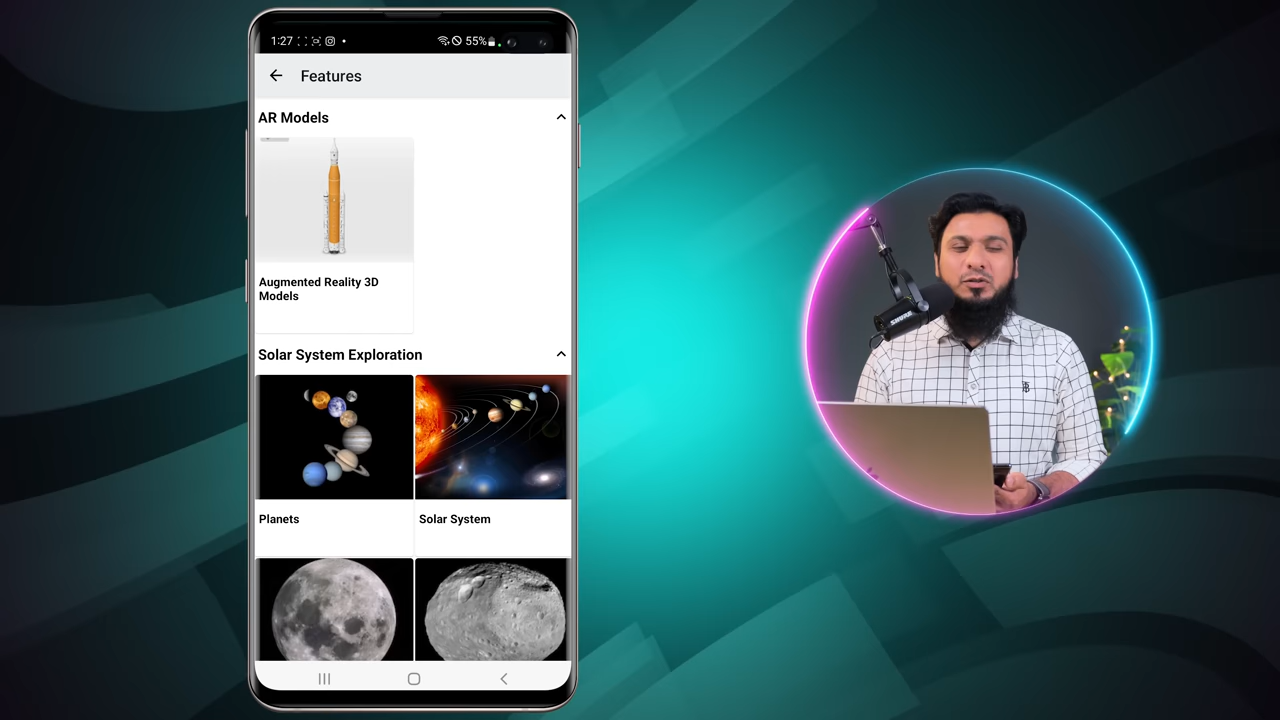 1:27
55%
Features
AR Models
Augmented Reality 3D
Models
Solar System Exploration
Planets
Solar System
SHURE